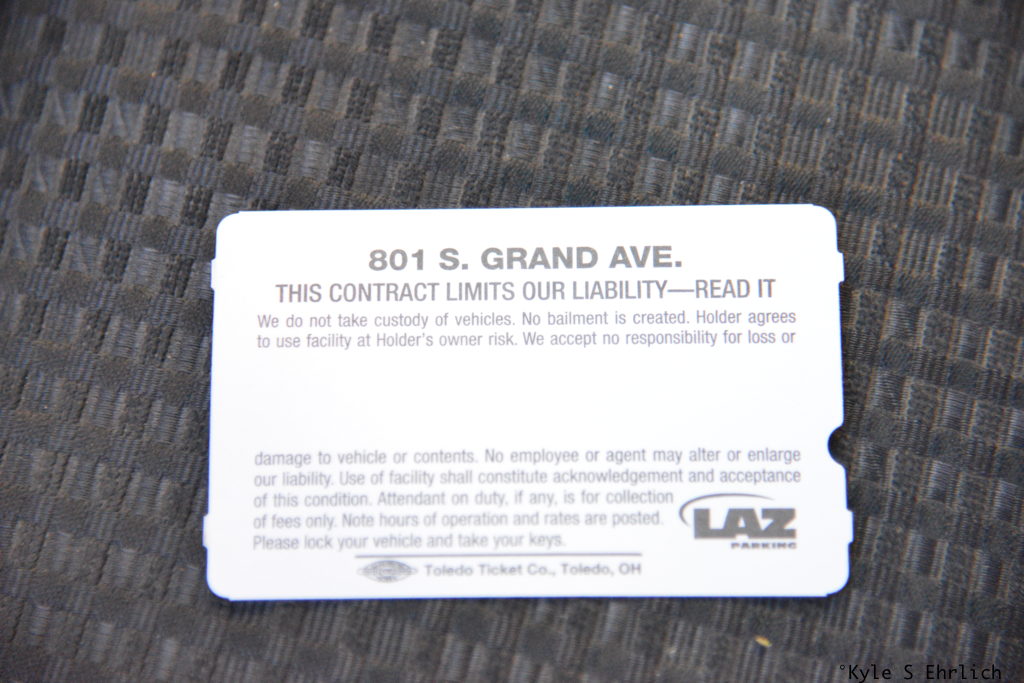 801 S. GRAND AVE.
THIS CONTRACT LIMITS OUR LIABILITY—READ IT
We do not take custody of vehicles. No bailment is created. Holder agrees
to use facility at Holder's owner risk. We accept no responsibility for loss or
damage to vehicle or contents. No employee or agent may alter or enlarge
our liability. Use of facility shall constitute acknowledgement and acceptance
of this condition. Attendant on duty, if any, is for collection
of fees only. Note hours of operation and rates are posted.
Please lock your vehicle and take your keys.
LAZ
PARKING
Toledo Ticket Co., Toledo, OH
°Kyle S Ehrlich